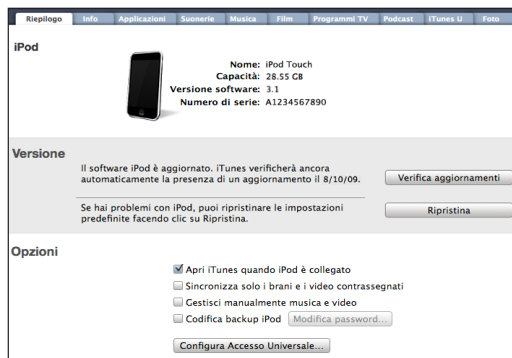 Riepilogo Info Applicazioni Suonerie Musica Film Programmi TV Podcast iTunes U Foto
iPod
Nome: iPod Touch
Capacità: 28.55 GB
Versione software: 3.1
Numero di serie: A1234567890
Versione
Il software iPod è aggiornato. iTunes verificherà ancora
automaticamente la presenza di un aggiornamento il 8/10/09.
Verifica aggiornamenti
Se hai problemi con iPod, puoi ripristinare le impostazioni
predefinite facendo clic su Ripristina.
Ripristina
Opzioni
Apri iTunes quando iPod è collegato
Sincronizza solo i brani e i video contrassegnati
Gestisci manualmente musica e video
Codifica backup iPod Modifica password...
Configura Accesso Universale...